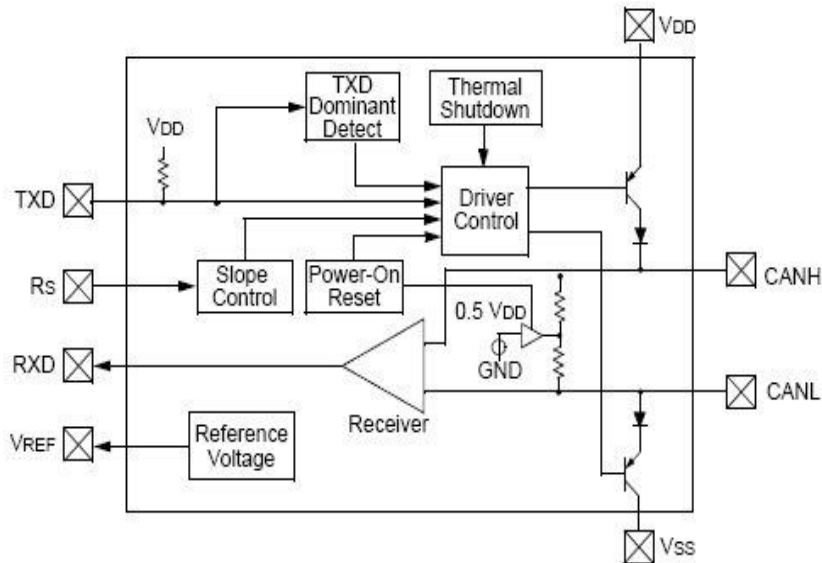 VDD
TXD
Dominant
Detect
Thermal
Shutdown
VDD
TXD
Driver
Control
RS
Slope
Control
Power-On
Reset
CANH
0.5 VDD
GND
RXD
Receiver
CANL
VREF
Reference
Voltage
VSS